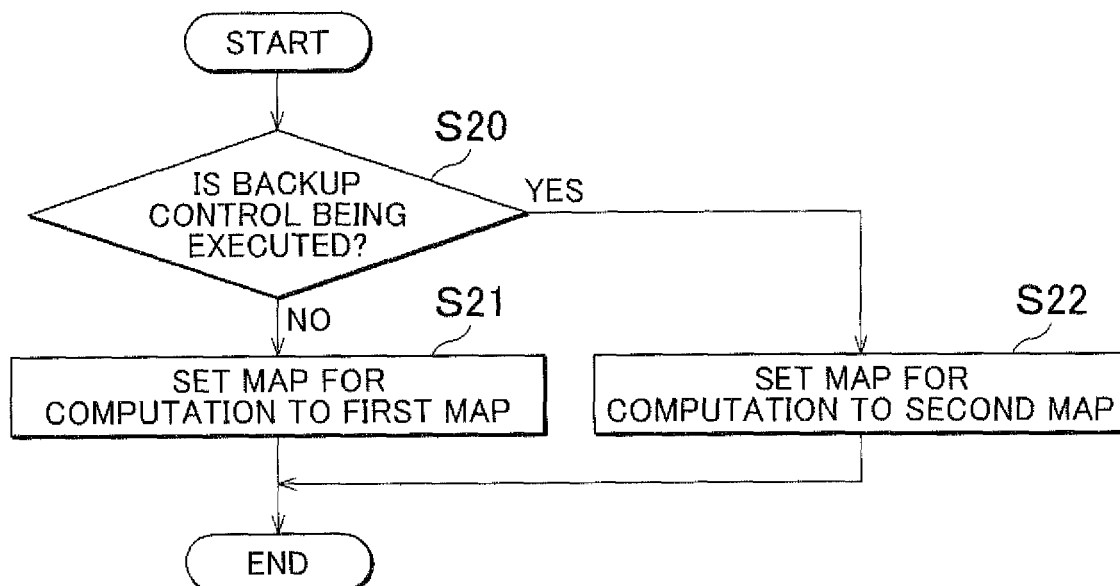 START
S20
IS BACKUP
CONTROL BEING
EXECUTED?
YES
NO
S21
SET MAP FOR
COMPUTATION TO FIRST MAP
S22
SET MAP FOR
COMPUTATION TO SECOND MAP
END